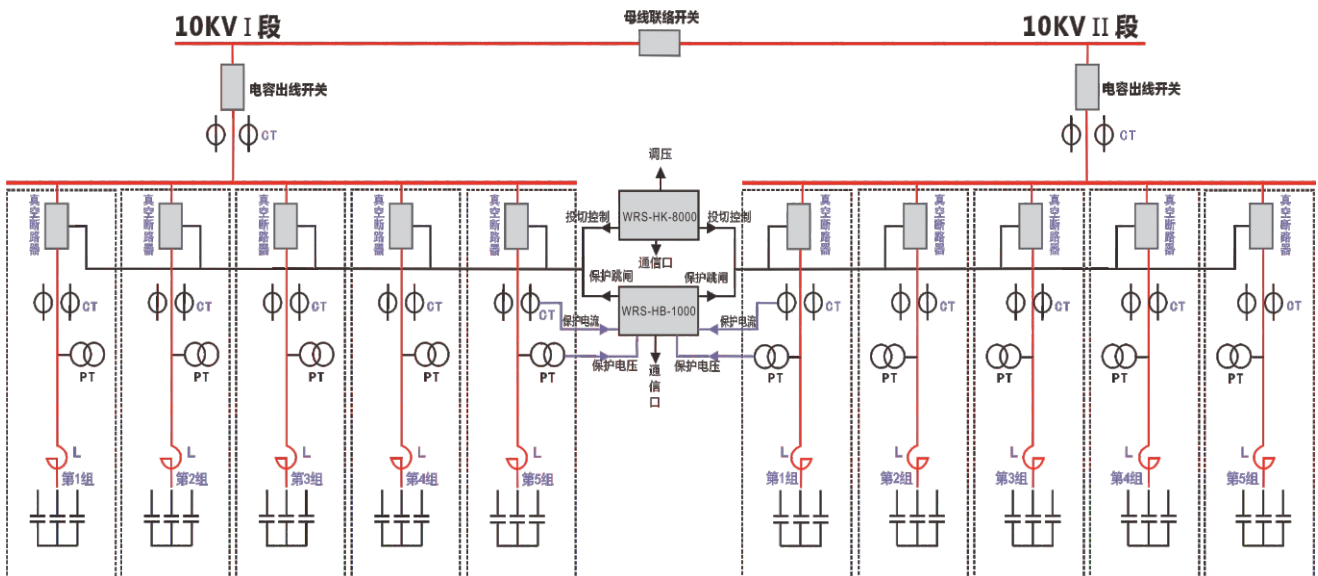 母线联络开关
10KV I 段
10KV II 段
电容出线开关
电容出线开关
CT
CT
调压
真空断路器
真空断路器
真空断路器
真空断路器
真空断路器
投切控制
WRS-HK-8000
投切控制
真空断路器
真空断路器
真空断路器
真空断路器
真空断路器
通信口
保护跳闸
保护跳闸
CT
CT
CT
CT
CT
保护电流
WRS-HB-1000
保护电流
CT
CT
CT
CT
CT
保护电压
通信口
保护电压
PT
PT
PT
PT
PT
PT
PT
PT
PT
PT
L
L
L
L
L
L
L
L
L
L
第1组
第2组
第3组
第4组
第5组
第1组
第2组
第3组
第4组
第5组